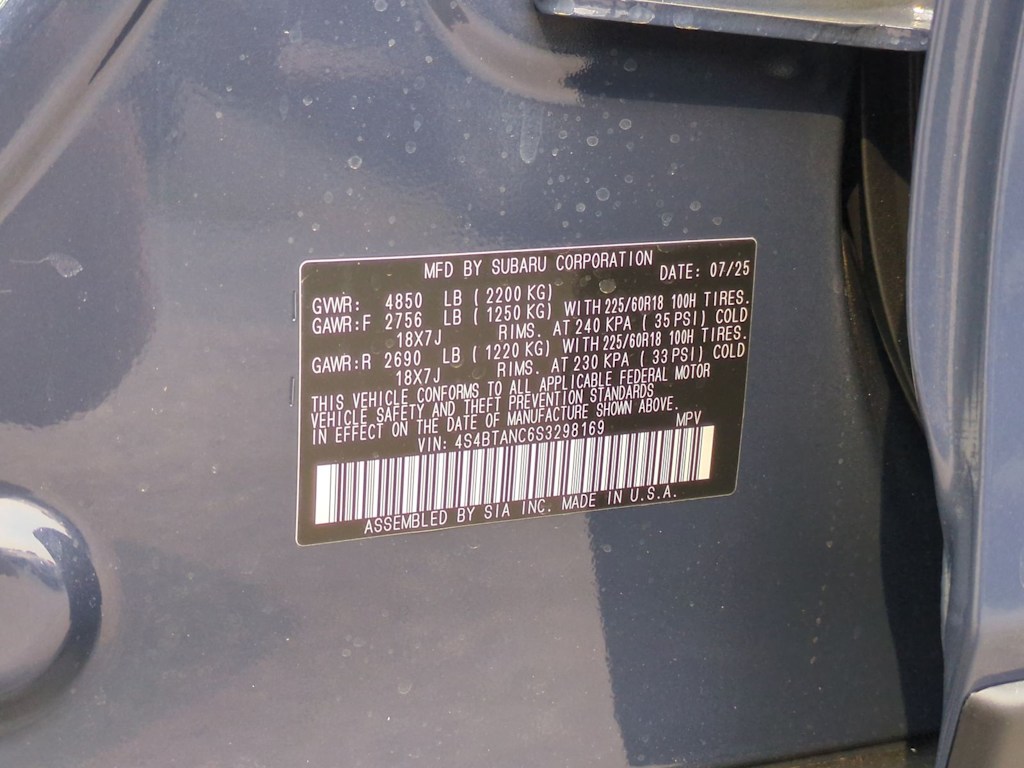 MFD BY SUBARU CORPORATION DATE: 07/25
GVWR: 4850 LB (2200 KG)
GAWR:F 2756 LB (1250 KG) WITH 225/60R18 100H TIRES.
18X7J RIMS. AT 240 KPA (35 PSI) COLD
GAWR:R 2690 LB (1220 KG) WITH 225/60R18 100H TIRES.
18X7J RIMS. AT 230 KPA (33 PSI) COLD
THIS VEHICLE CONFORMS TO ALL APPLICABLE FEDERAL MOTOR
VEHICLE SAFETY AND THEFT PREVENTION STANDARDS
IN EFFECT ON THE DATE OF MANUFACTURE SHOWN ABOVE.
VIN: 4S4BTANC6S3298169 MPV
ASSEMBLED BY SIA INC. MADE IN U.S.A.